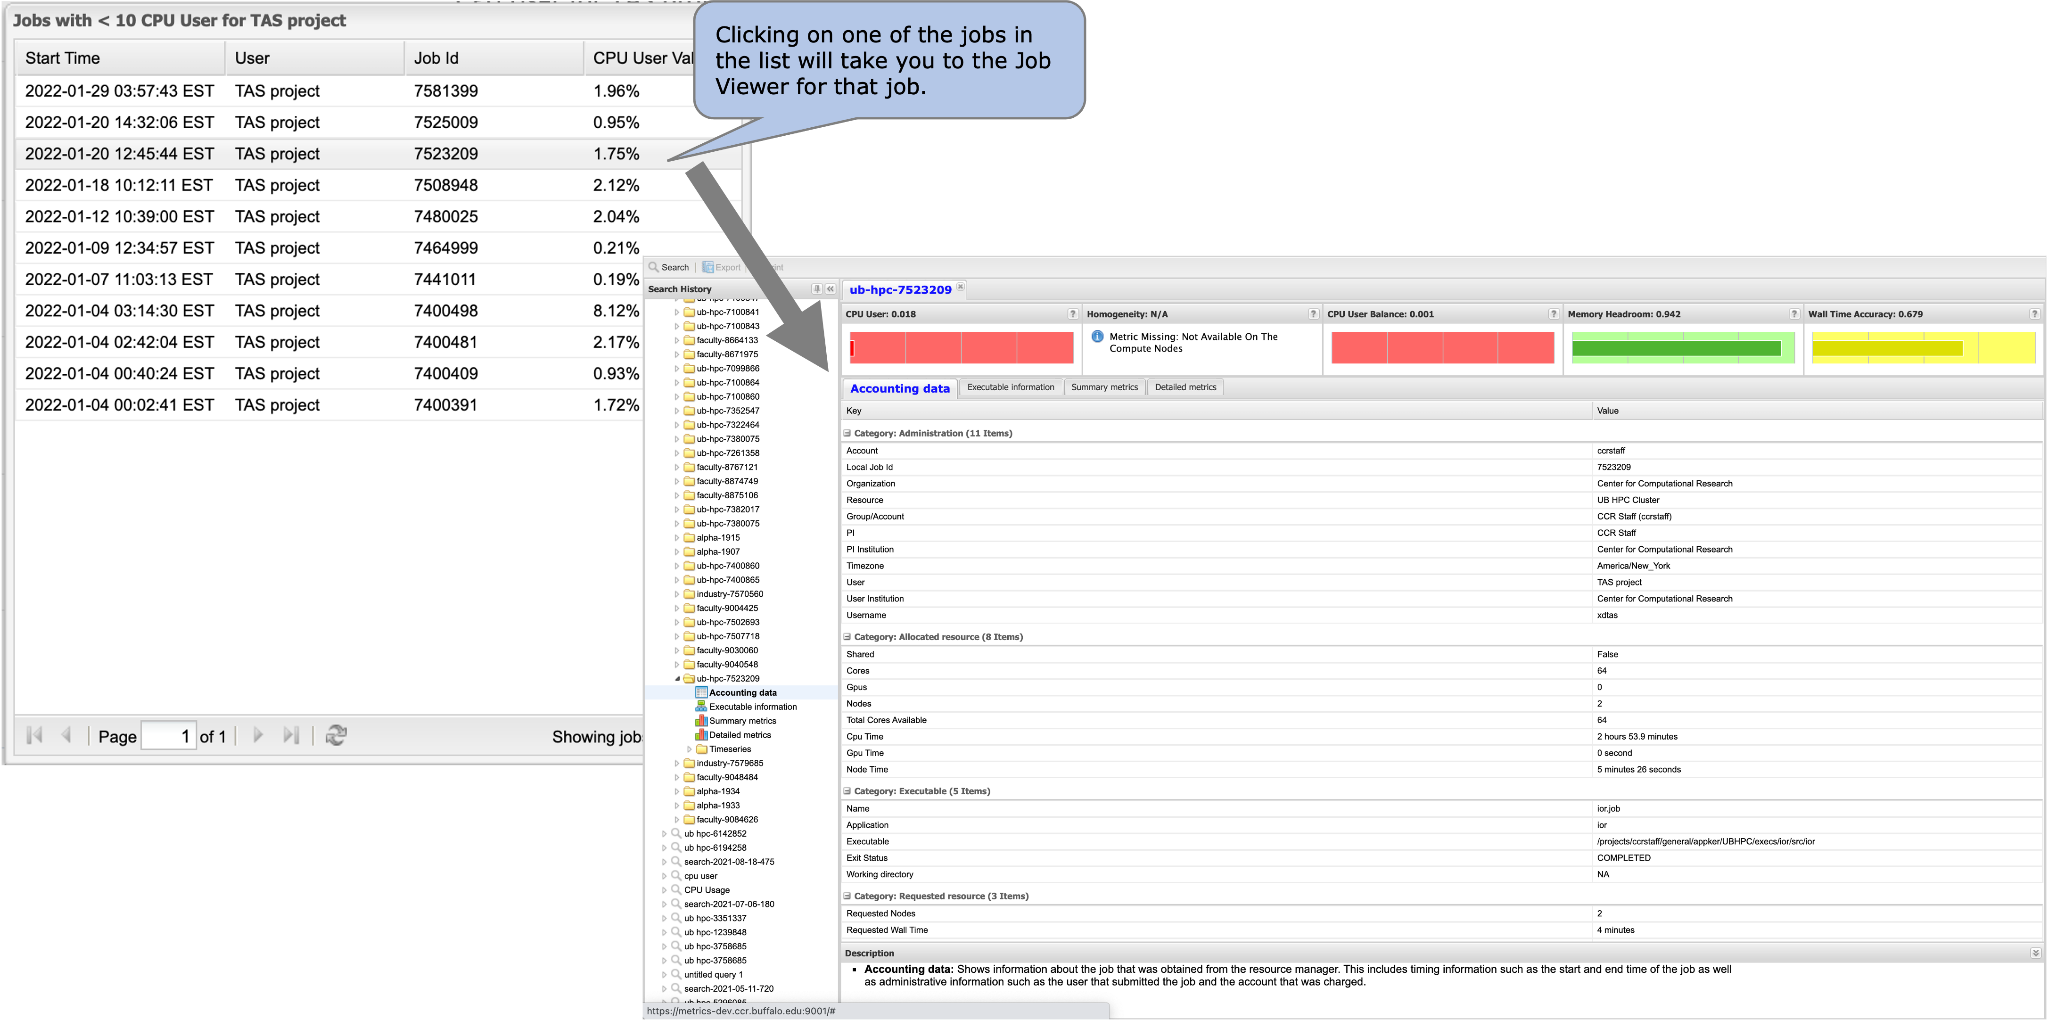 Jobs with < 10 CPU User for TAS project
Start Time User Job Id CPU User Val
2022-01-29 03:57:43 EST TAS project 7581399 1.96%
2022-01-20 14:32:06 EST TAS project 7525009 0.95%
2022-01-20 12:45:44 EST TAS project 7523209 1.75%
2022-01-18 10:12:11 EST TAS project 7508948 2.12%
2022-01-12 10:39:00 EST TAS project 7480025 2.04%
2022-01-09 12:34:57 EST TAS project 7464999 0.21%
2022-01-07 11:03:13 EST TAS project 7441011 0.19%
2022-01-04 03:14:30 EST TAS project 7400498 8.12%
2022-01-04 02:42:04 EST TAS project 7400481 2.17%
2022-01-04 00:40:24 EST TAS project 7400409 0.93%
2022-01-04 00:02:41 EST TAS project 7400391 1.72%
Page 1 of 1 Showing jobs
Clicking on one of the jobs in
the list will take you to the Job
Viewer for that job.
Search Export
Search History
ub-hpc-7100841
ub-hpc-7100843
faculty-8664133
faculty-8671975
ub-hpc-7099866
ub-hpc-7100864
ub-hpc-7100860
ub-hpc-7352547
ub-hpc-7322464
ub-hpc-7380075
ub-hpc-7261358
faculty-8767121
faculty-8874749
faculty-8875106
ub-hpc-7382017
ub-hpc-7380075
alpha-1915
alpha-1907
ub-hpc-7400860
ub-hpc-7400865
industry-7570560
faculty-9004425
ub-hpc-7502693
ub-hpc-7507718
faculty-9030060
faculty-9040548
ub-hpc-7523209
Accounting data
Executable information
Summary metrics
Detailed metrics
Timeseries
industry-7579685
faculty-9048484
alpha-1934
alpha-1933
faculty-9084626
ub hpc-6142852
ub hpc-6194258
search-2021-08-18-475
cpu user
CPU Usage
search-2021-07-06-180
ub hpc-3351337
ub hpc-1239848
ub hpc-3758685
ub hpc-3758685
untitled query 1
search-2021-05-11-720
https://metrics-dev.ccr.buffalo.edu:9001/#
ub-hpc-7523209
CPU User: 0.018 ? Homogeneity: N/A ? CPU User Balance: 0.001 ? Memory Headroom: 0.942 ? Wall Time Accuracy: 0.679 ?
Metric Missing: Not Available On The
Compute Nodes
Accounting data Executable information Summary metrics Detailed metrics
Key Value
Category: Administration (11 Items)
Account ccrstaff
Local Job Id 7523209
Organization Center for Computational Research
Resource UB HPC Cluster
Group/Account CCR Staff (ccrstaff)
PI CCR Staff
PI Institution Center for Computational Research
Timezone America/New_York
User TAS project
User Institution Center for Computational Research
Username xdtas
Category: Allocated resource (8 Items)
Shared False
Cores 64
Gpus 0
Nodes 2
Total Cores Available 64
Cpu Time 2 hours 53.9 minutes
Gpu Time 0 second
Node Time 5 minutes 26 seconds
Category: Executable (5 Items)
Name ior.job
Application ior
Executable /projects/ccrstaff/general/appker/UBHPC/execs/ior/src/ior
Exit Status COMPLETED
Working directory NA
Category: Requested resource (3 Items)
Requested Nodes 2
Requested Wall Time 4 minutes
Description
▪ Accounting data: Shows information about the job that was obtained from the resource manager. This includes timing information such as the start and end time of the job as well
as administrative information such as the user that submitted the job and the account that was charged.